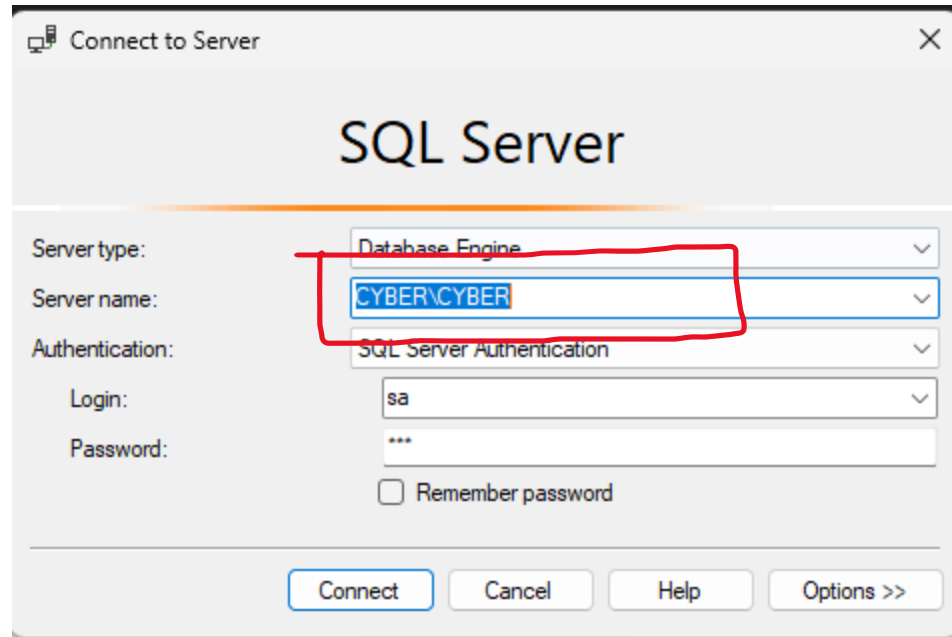 Connect to Server
SQL Server
Server type: Database Engine
Server name: CYBER\CYBER
Authentication: SQL Server Authentication
Login: sa
Password: ***
Remember password
Connect Cancel Help Options >>